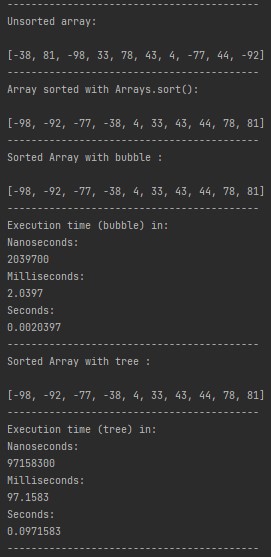 ----------------------------------------
Unsorted array:
[-38, 81, -98, 33, 78, 43, 4, -77, 44, -92]
----------------------------------------
Array sorted with Arrays.sort():
[-98, -92, -77, -38, 4, 33, 43, 44, 78, 81]
----------------------------------------
Sorted Array with bubble :
[-98, -92, -77, -38, 4, 33, 43, 44, 78, 81]
----------------------------------------
Execution time (bubble) in:
Nanoseconds:
2039700
Milliseconds:
2.0397
Seconds:
0.0020397
----------------------------------------
Sorted Array with tree :
[-98, -92, -77, -38, 4, 33, 43, 44, 78, 81]
----------------------------------------
Execution time (tree) in:
Nanoseconds:
97158300
Milliseconds:
97.1583
Seconds:
0.0971583
----------------------------------------